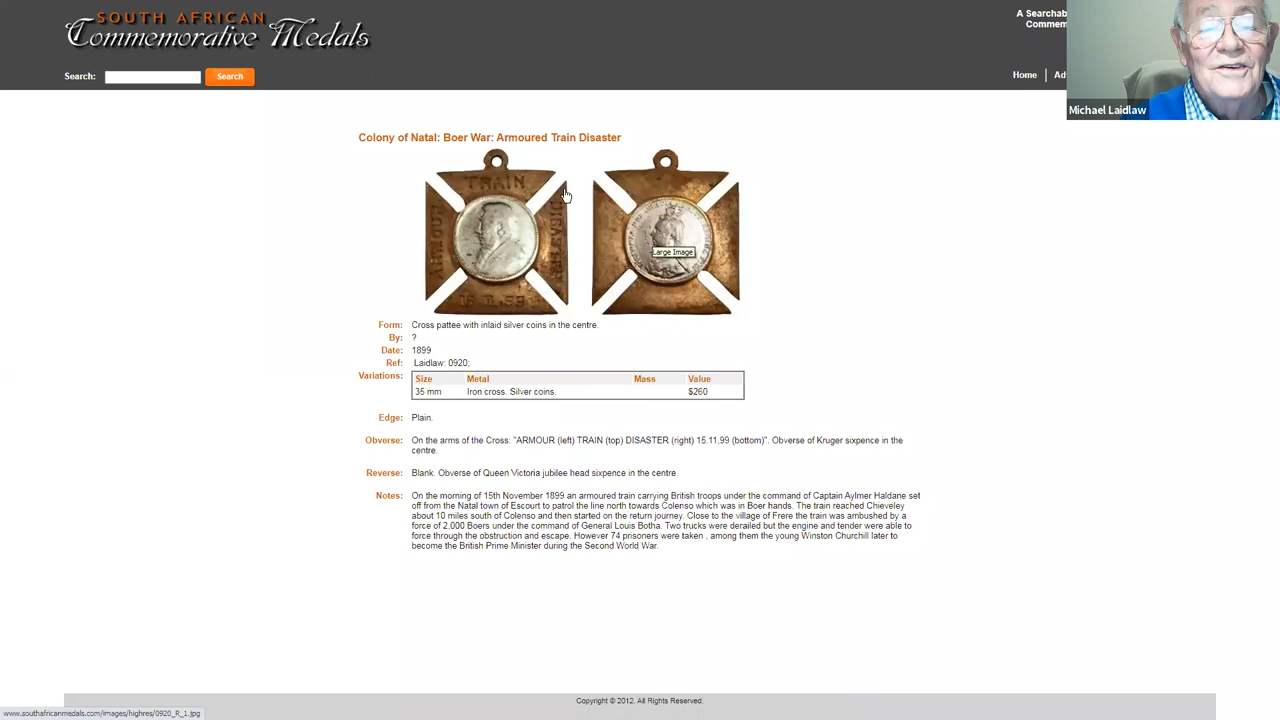 SOUTH AFRICAN
Commemorative Medals
A Searchab
Comme
Search:
Search
Home
Ad
Michael Laidlaw
Colony of Natal: Boer War: Armoured Train Disaster
TRAIN
ARMOUR
DISASTER
15.11.99
Large Image
Form: Cross pattee with inlaid silver coins in the centre.
By: ?
Date: 1899
Ref: Laidlaw: 0920;
Variations:
Size Metal Mass Value
35 mm Iron cross. Silver coins. $260
Edge: Plain.
Obverse: On the arms of the Cross: "ARMOUR (left) TRAIN (top) DISASTER (right) 15.11,99 (bottom)". Obverse of Kruger sixpence in the
centre.
Reverse: Blank. Obverse of Queen Victoria jubilee head sixpence in the centre.
Notes: On the morning of 15th November 1899 an armoured train carrying British troops under the command of Captain Aylmer Haldane set
off from the Natal town of Escourt to patrol the line north towards Colenso which was in Boer hands. The train reached Chieveley
about 10 miles south of Colenso and then started on the return journey. Close to the village of Frere the train was ambushed by a
force of 2,000 Boers under the command of General Louis Botha. Two trucks were derailed but the engine and tender were able to
force through the obstruction and escape. However 74 prisoners were taken , among them the young Winston Churchill later to
become the British Prime Minister during the Second World War.
Copyright © 2012. All Rights Reserved.
www.southafricanmedals.com/images/highres/0920_R_1.jpg